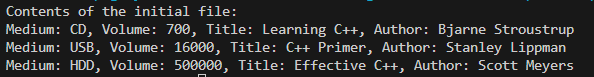 Contents of the initial file:
Medium: CD, Volume: 700, Title: Learning C++, Author: Bjarne Stroustrup
Medium: USB, Volume: 16000, Title: C++ Primer, Author: Stanley Lippman
Medium: HDD, Volume: 500000, Title: Effective C++, Author: Scott Meyers